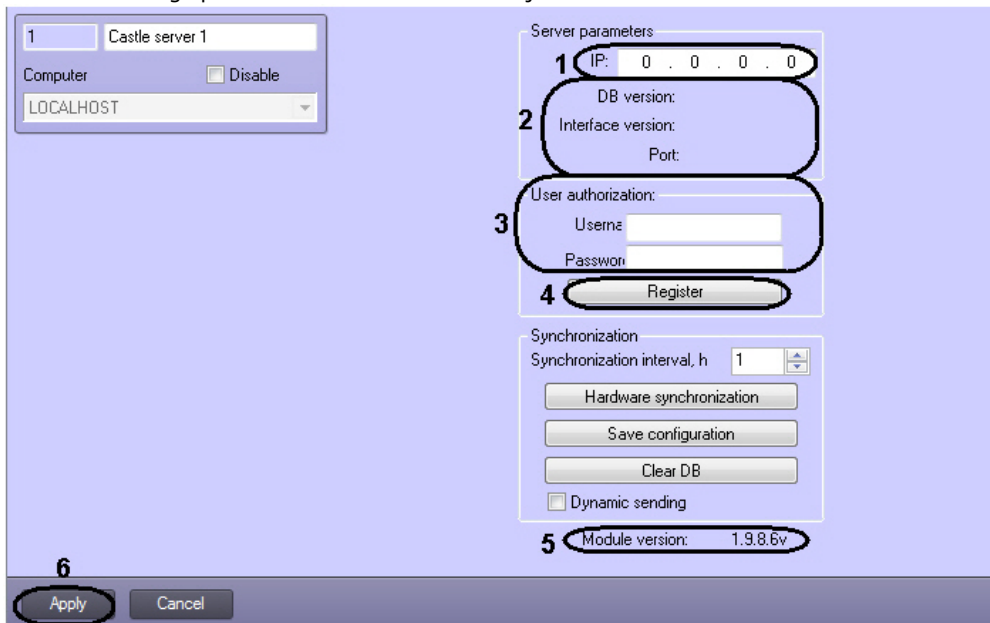 1 Castle server 1
Computer Disable
LOCALHOST
Server parameters
1 IP: 0 . 0 . 0 . 0
2
DB version:
Interface version:
Port:
3
User authorization:
Userna
Passwor
4 Register
Synchronization
Synchronization interval, h 1
Hardware synchronization
Save configuration
Clear DB
Dynamic sending
5 Module version: 1.9.8.6v
6
Apply Cancel